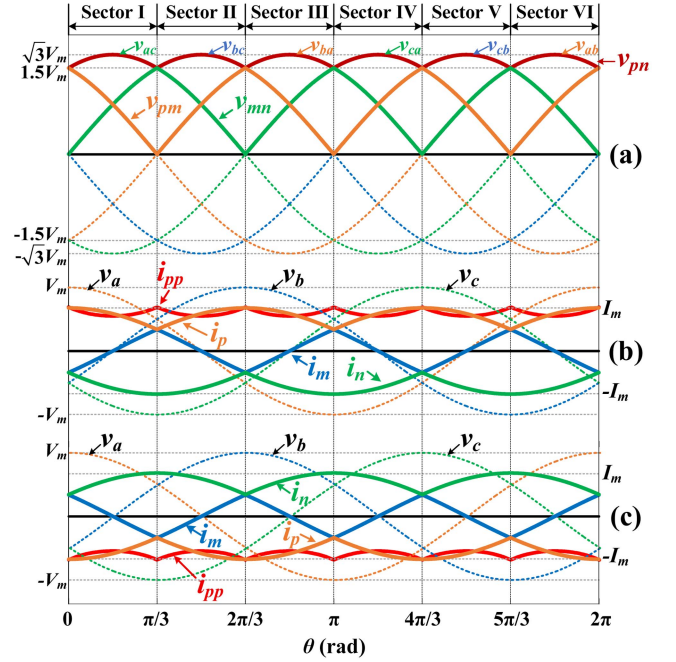 Sector I Sector II Sector III Sector IV Sector V Sector VI
√3Vm vac vbc vba vca vcb vab
1.5Vm vpn
vpm vmn
(a)
-1.5Vm
-√3Vm
Vm va ipp vb vc
Im
ip
(b)
im in
-Im
-Vm
Vm va vb vc
Im
in
(c)
im ip
-Im
-Vm ipp
0 π/3 2π/3 π 4π/3 5π/3 2π
θ (rad)